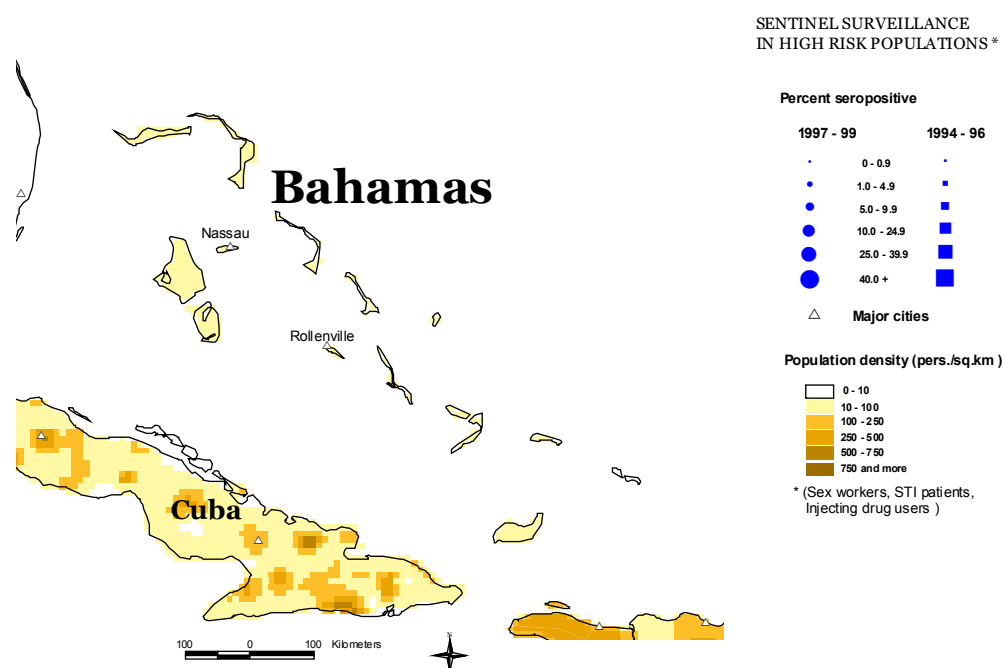 SENTINEL SURVEILLANCE
IN HIGH RISK POPULATIONS *
Percent seropositive
1997 - 99 1994 - 96
0 - 0.9
1.0 - 4.9
5.0 - 9.9
10.0 - 24.9
25.0 - 39.9
40.0 +
Major cities
Population density (pers./sq.km )
0 - 10
10 - 100
100 - 250
250 - 500
500 - 750
750 and more
* (Sex workers, STI patients,
Injecting drug users )
Bahamas
Nassau
Rollenville
Cuba
100 0 100 Kilometers
N